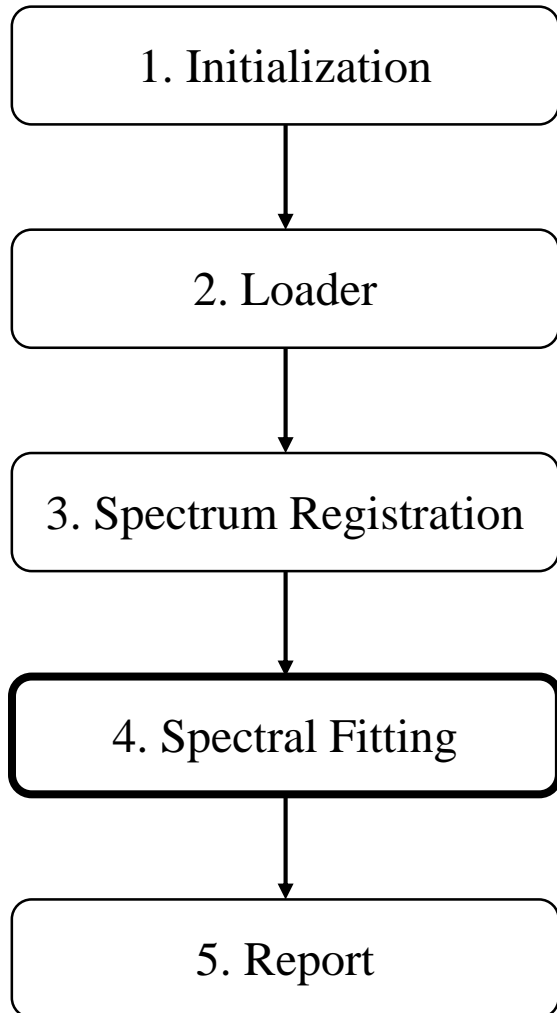 1. Initialization
2. Loader
3. Spectrum Registration
4. Spectral Fitting
5. Report